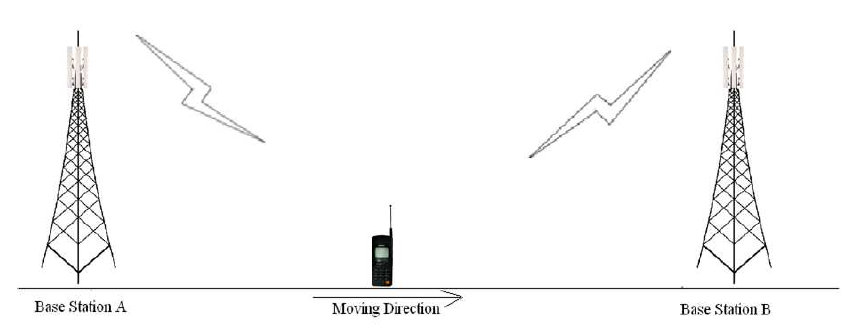 Base Station A
Moving Direction
Base Station B